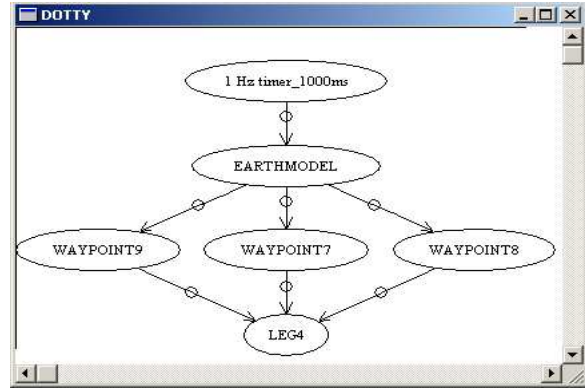 DOTTY
1 Hz timer_1000ms
EARTHMODEL
WAYPOINT9 WAYPOINT7 WAYPOINT8
LEG4